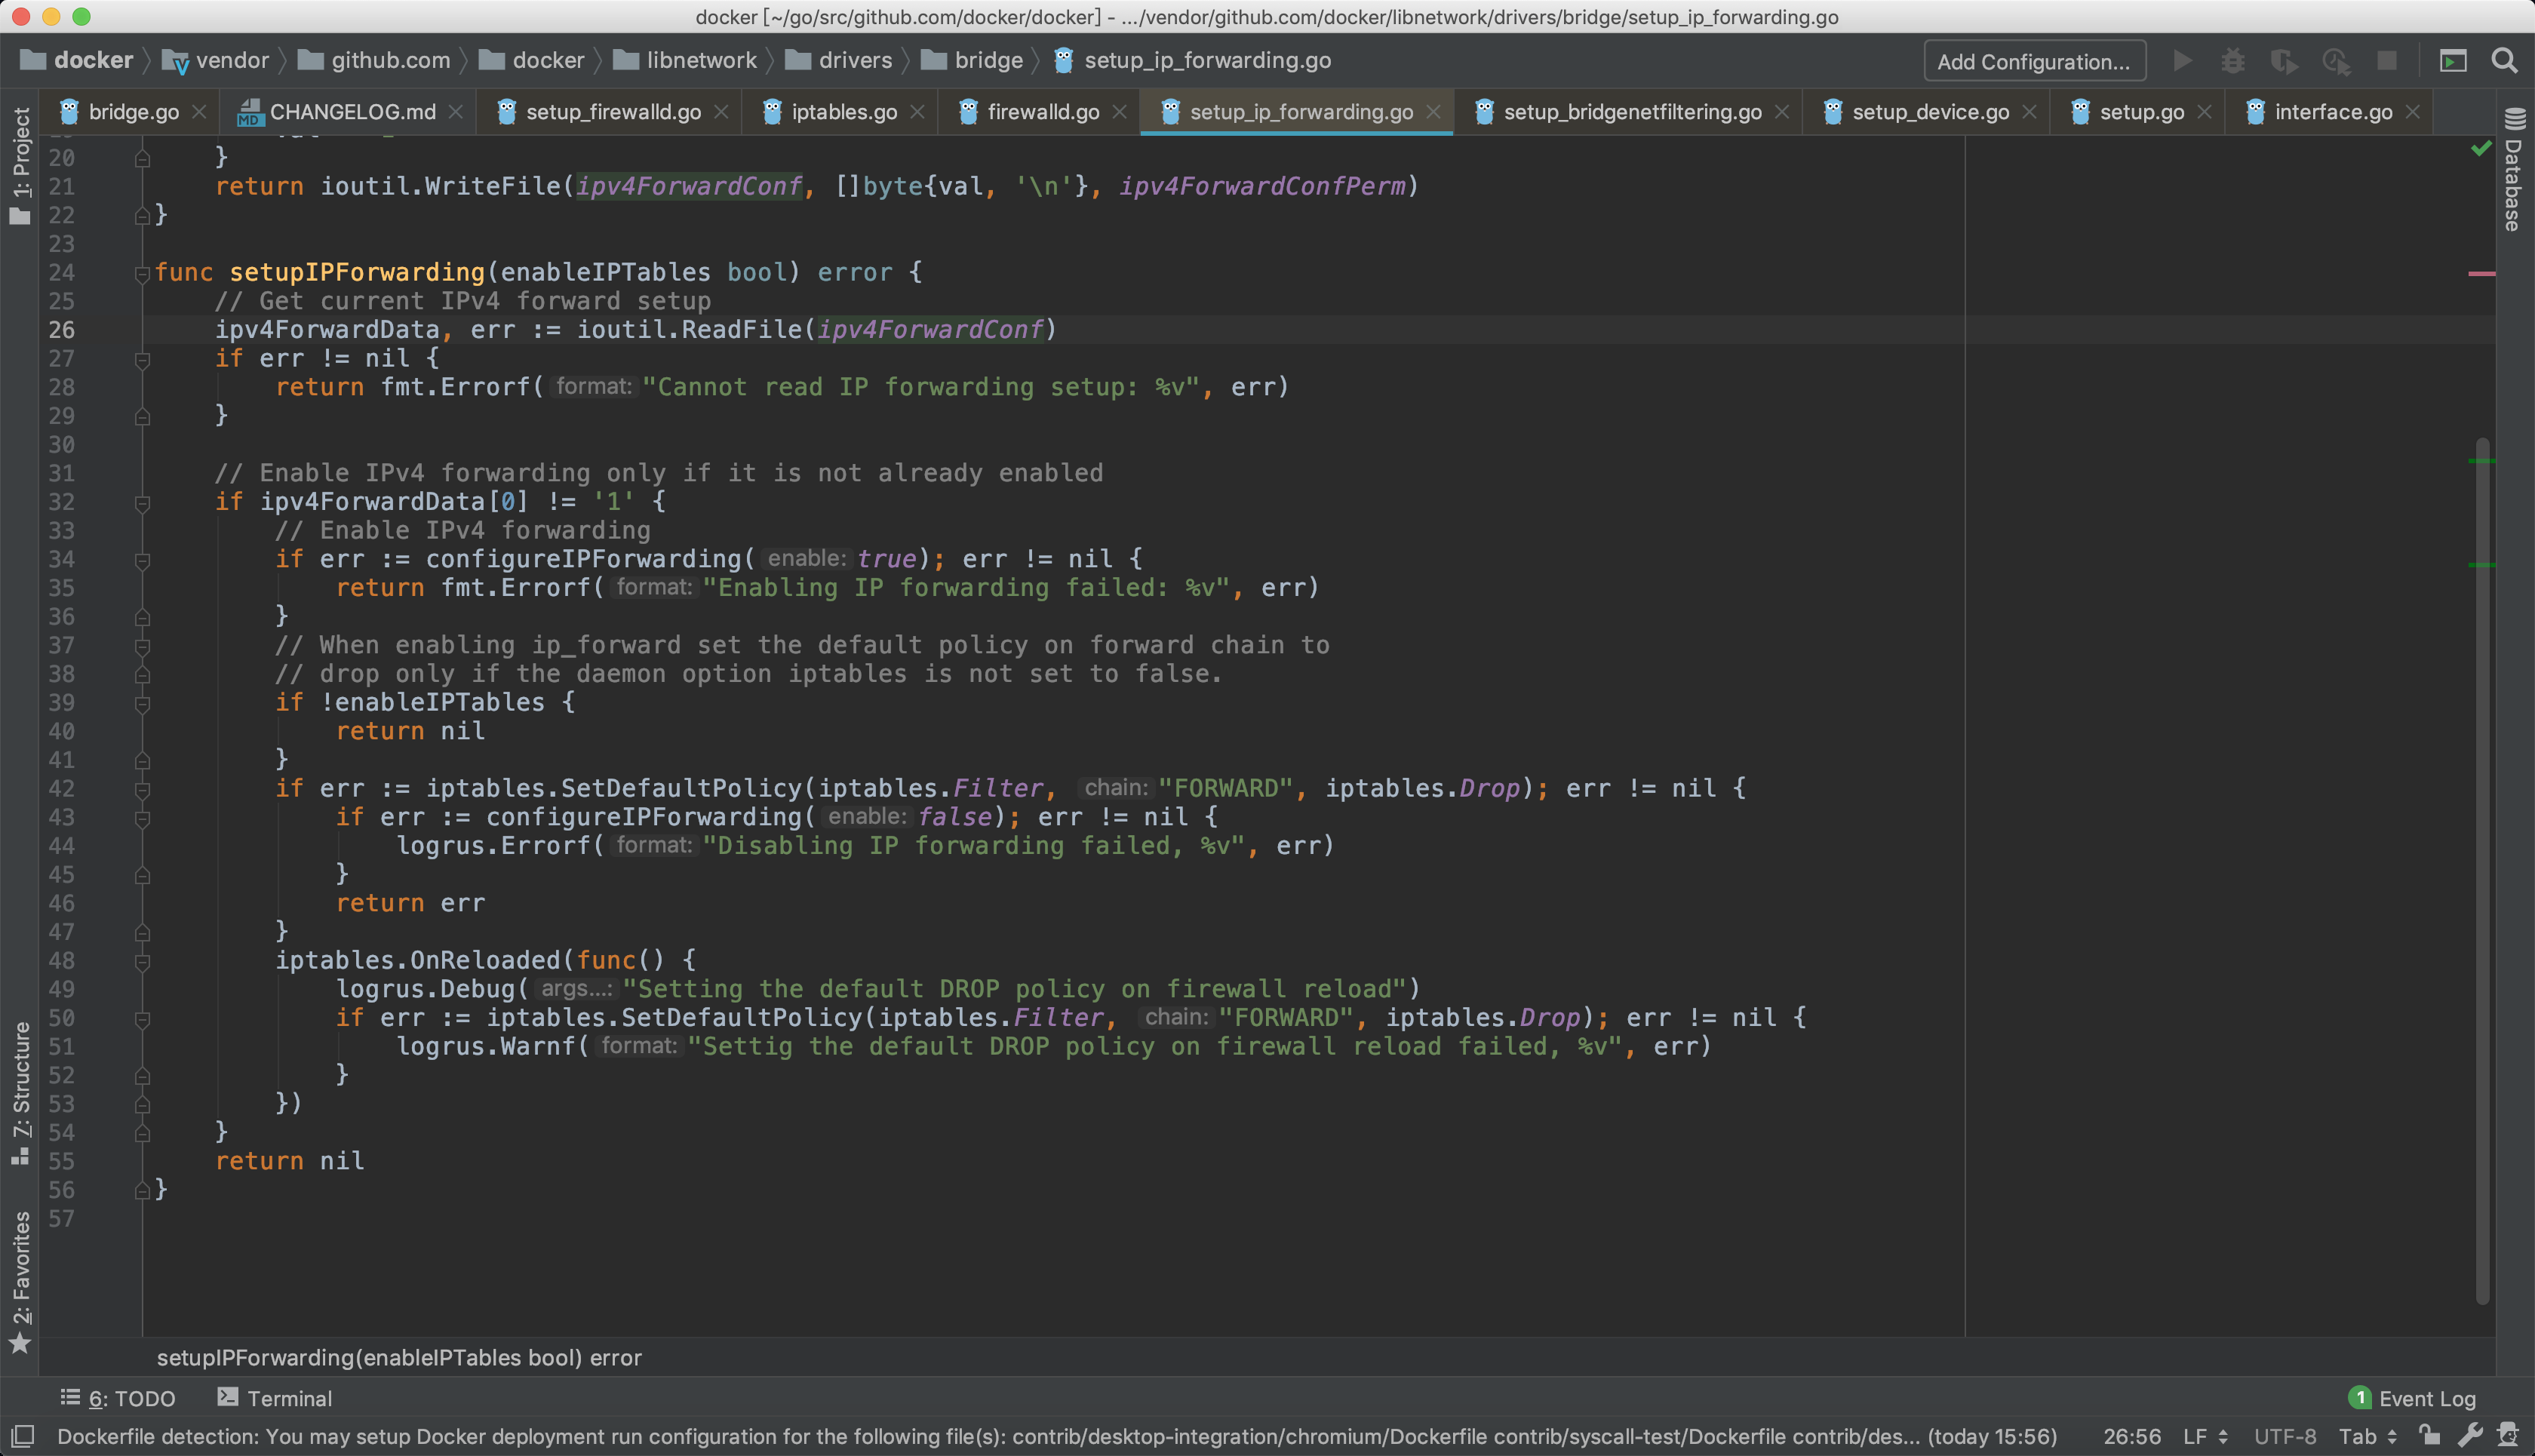 docker [~/go/src/github.com/docker/docker] - .../vendor/github.com/docker/libnetwork/drivers/bridge/setup_ip_forwarding.go
docker vendor github.com docker libnetwork drivers bridge setup_ip_forwarding.go Add Configuration...
bridge.go CHANGELOG.md setup_firewalld.go iptables.go firewalld.go setup_ip_forwarding.go setup_bridgenetfiltering.go setup_device.go setup.go interface.go
1: Project
Database
20 }
21 return ioutil.WriteFile(ipv4ForwardConf, []byte{val, '\n'}, ipv4ForwardConfPerm)
22 }
23
24 func setupIPForwarding(enableIPTables bool) error {
25 // Get current IPv4 forward setup
26 ipv4ForwardData, err := ioutil.ReadFile(ipv4ForwardConf)
27 if err != nil {
28 return fmt.Errorf( format: "Cannot read IP forwarding setup: %v", err)
29 }
30
31 // Enable IPv4 forwarding only if it is not already enabled
32 if ipv4ForwardData[0] != '1' {
33 // Enable IPv4 forwarding
34 if err := configureIPForwarding( enable: true); err != nil {
35 return fmt.Errorf( format: "Enabling IP forwarding failed: %v", err)
36 }
37 // When enabling ip_forward set the default policy on forward chain to
38 // drop only if the daemon option iptables is not set to false.
39 if !enableIPTables {
40 return nil
41 }
42 if err := iptables.SetDefaultPolicy(iptables.Filter, chain: "FORWARD", iptables.Drop); err != nil {
43 if err := configureIPForwarding( enable: false); err != nil {
44 logrus.Errorf( format: "Disabling IP forwarding failed, %v", err)
45 }
46 return err
47 }
48 iptables.OnReloaded(func() {
49 logrus.Debug( args...: "Setting the default DROP policy on firewall reload")
50 if err := iptables.SetDefaultPolicy(iptables.Filter, chain: "FORWARD", iptables.Drop); err != nil {
51 logrus.Warnf( format: "Settig the default DROP policy on firewall reload failed, %v", err)
52 }
53 })
54 }
55 return nil
56 }
57
Z: Structure
2: Favorites
setupIPForwarding(enableIPTables bool) error
6: TODO Terminal 1 Event Log
Dockerfile detection: You may setup Docker deployment run configuration for the following file(s): contrib/desktop-integration/chromium/Dockerfile contrib/syscall-test/Dockerfile contrib/des... (today 15:56) 26:56 LF UTF-8 Tab